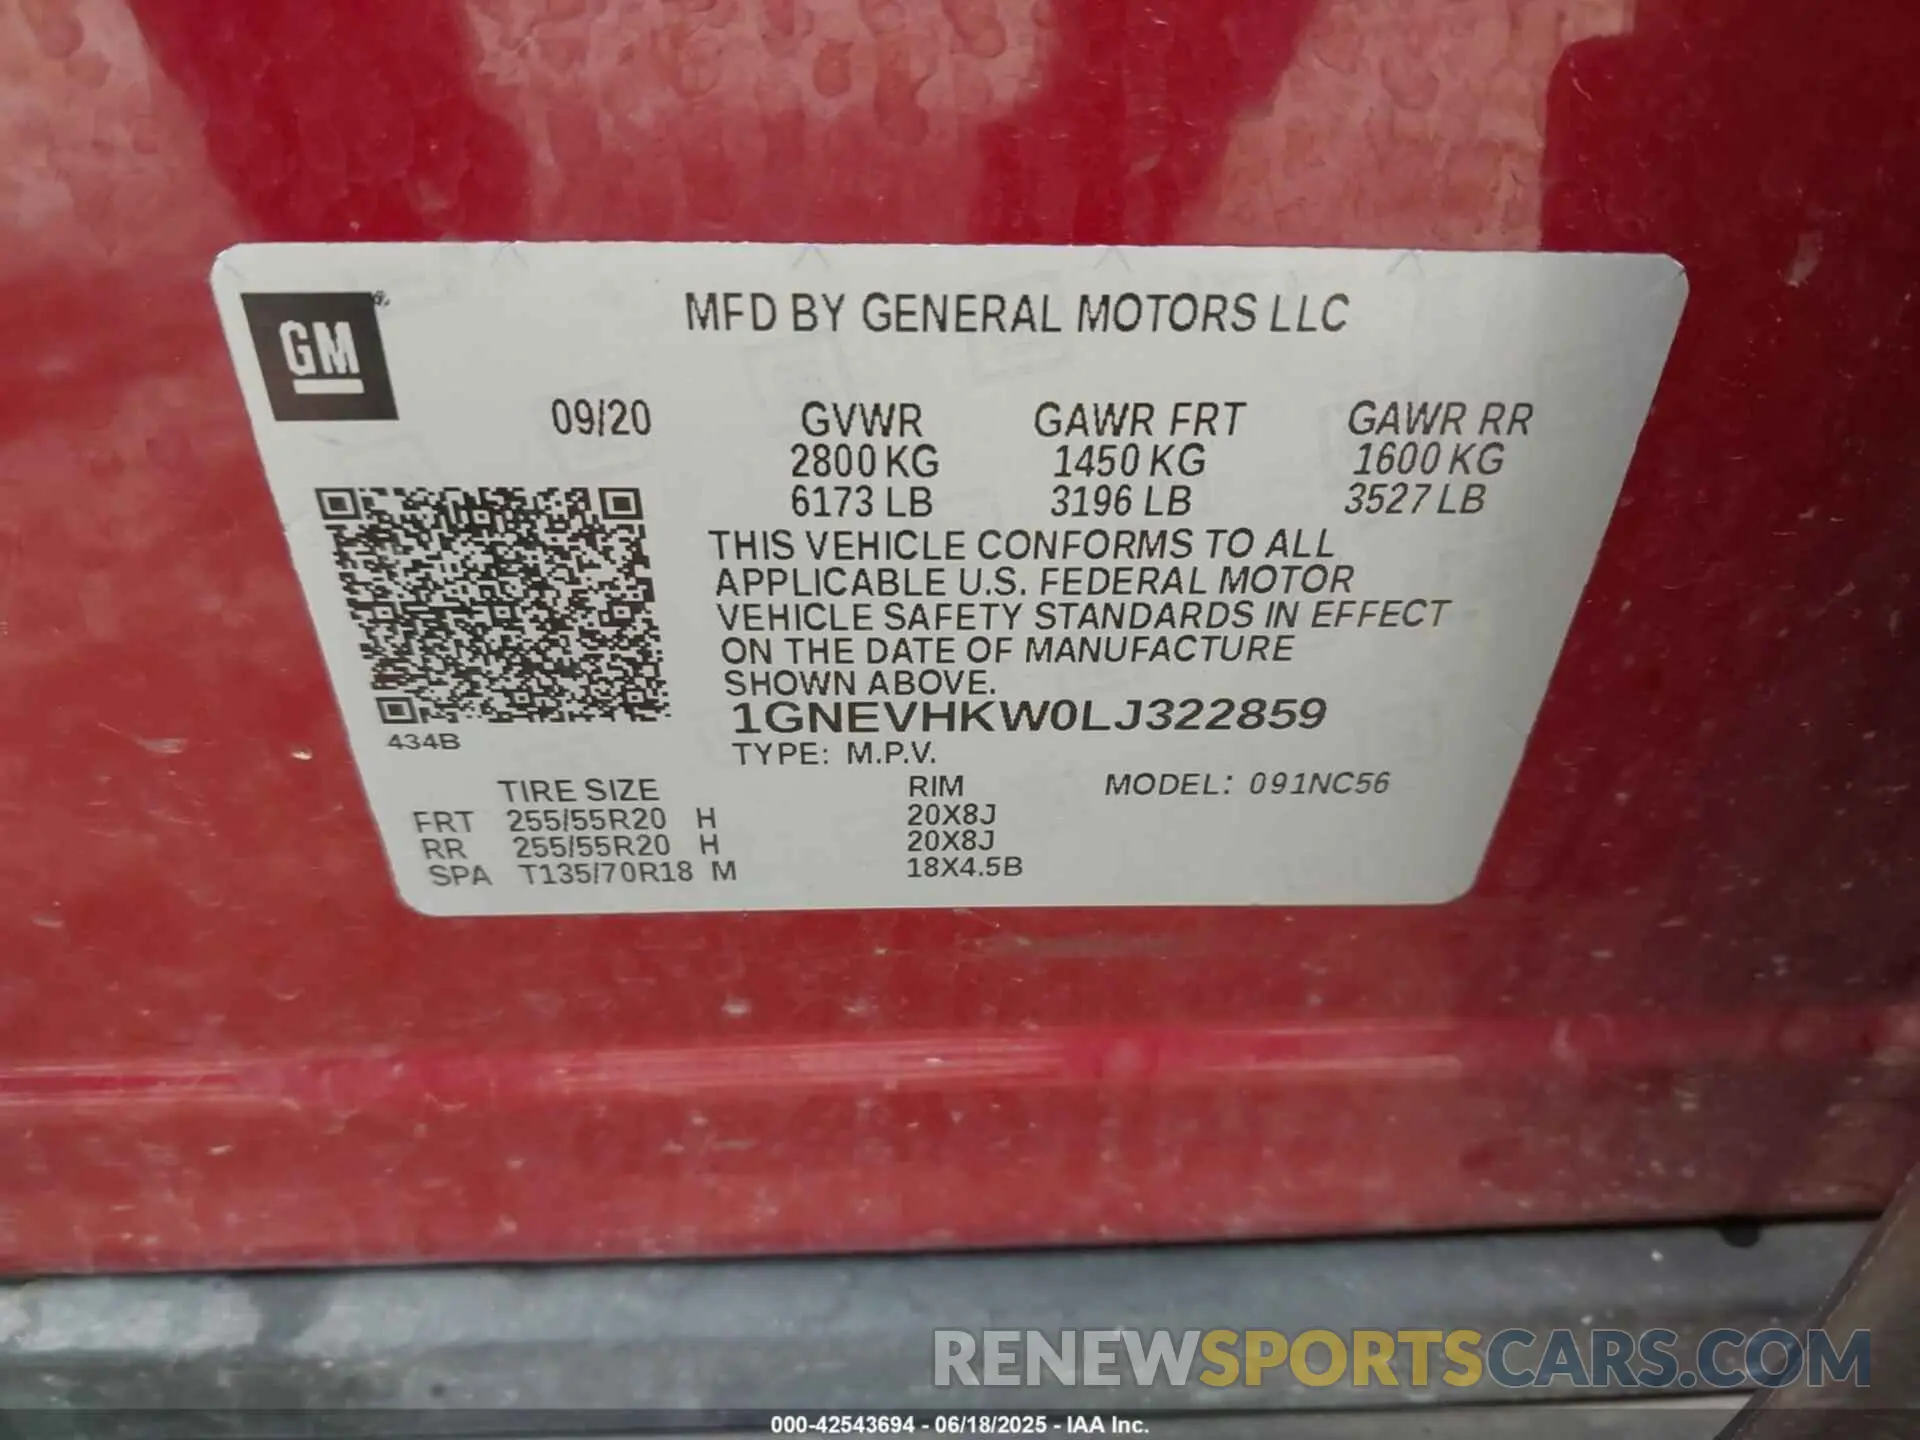 GM
MFD BY GENERAL MOTORS LLC
09/20 GVWR GAWR FRT GAWR RR
2800 KG 1450 KG 1600 KG
6173 LB 3196 LB 3527 LB
THIS VEHICLE CONFORMS TO ALL
APPLICABLE U.S. FEDERAL MOTOR
VEHICLE SAFETY STANDARDS IN EFFECT
ON THE DATE OF MANUFACTURE
SHOWN ABOVE.
1GNEVHKW0LJ322859
434B
TYPE: M.P.V.
TIRE SIZE RIM MODEL: 091NC56
FRT 255/55R20 H 20X8J
RR 255/55R20 H 20X8J
SPA T135/70R18 M 18X4.5B
RENEWSPORTSCARS.COM
000-42543694 - 06/18/2025 - IAA Inc.